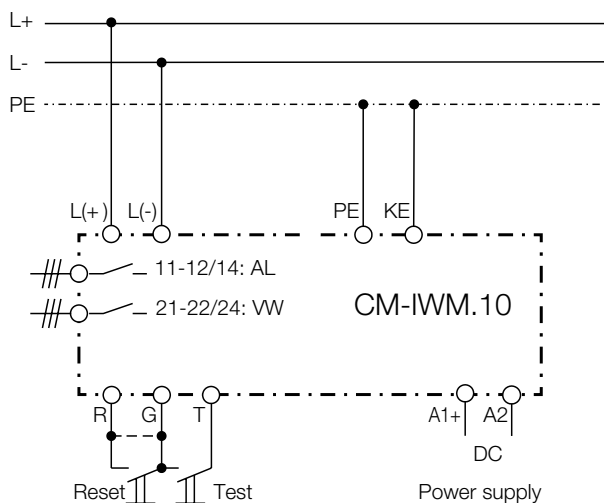 L+
L-
PE
L(+) L(-) PE KE
11-12/14: AL
21-22/24: VW
CM-IWM.10
R G T A1+ A2
DC
Reset Test Power supply